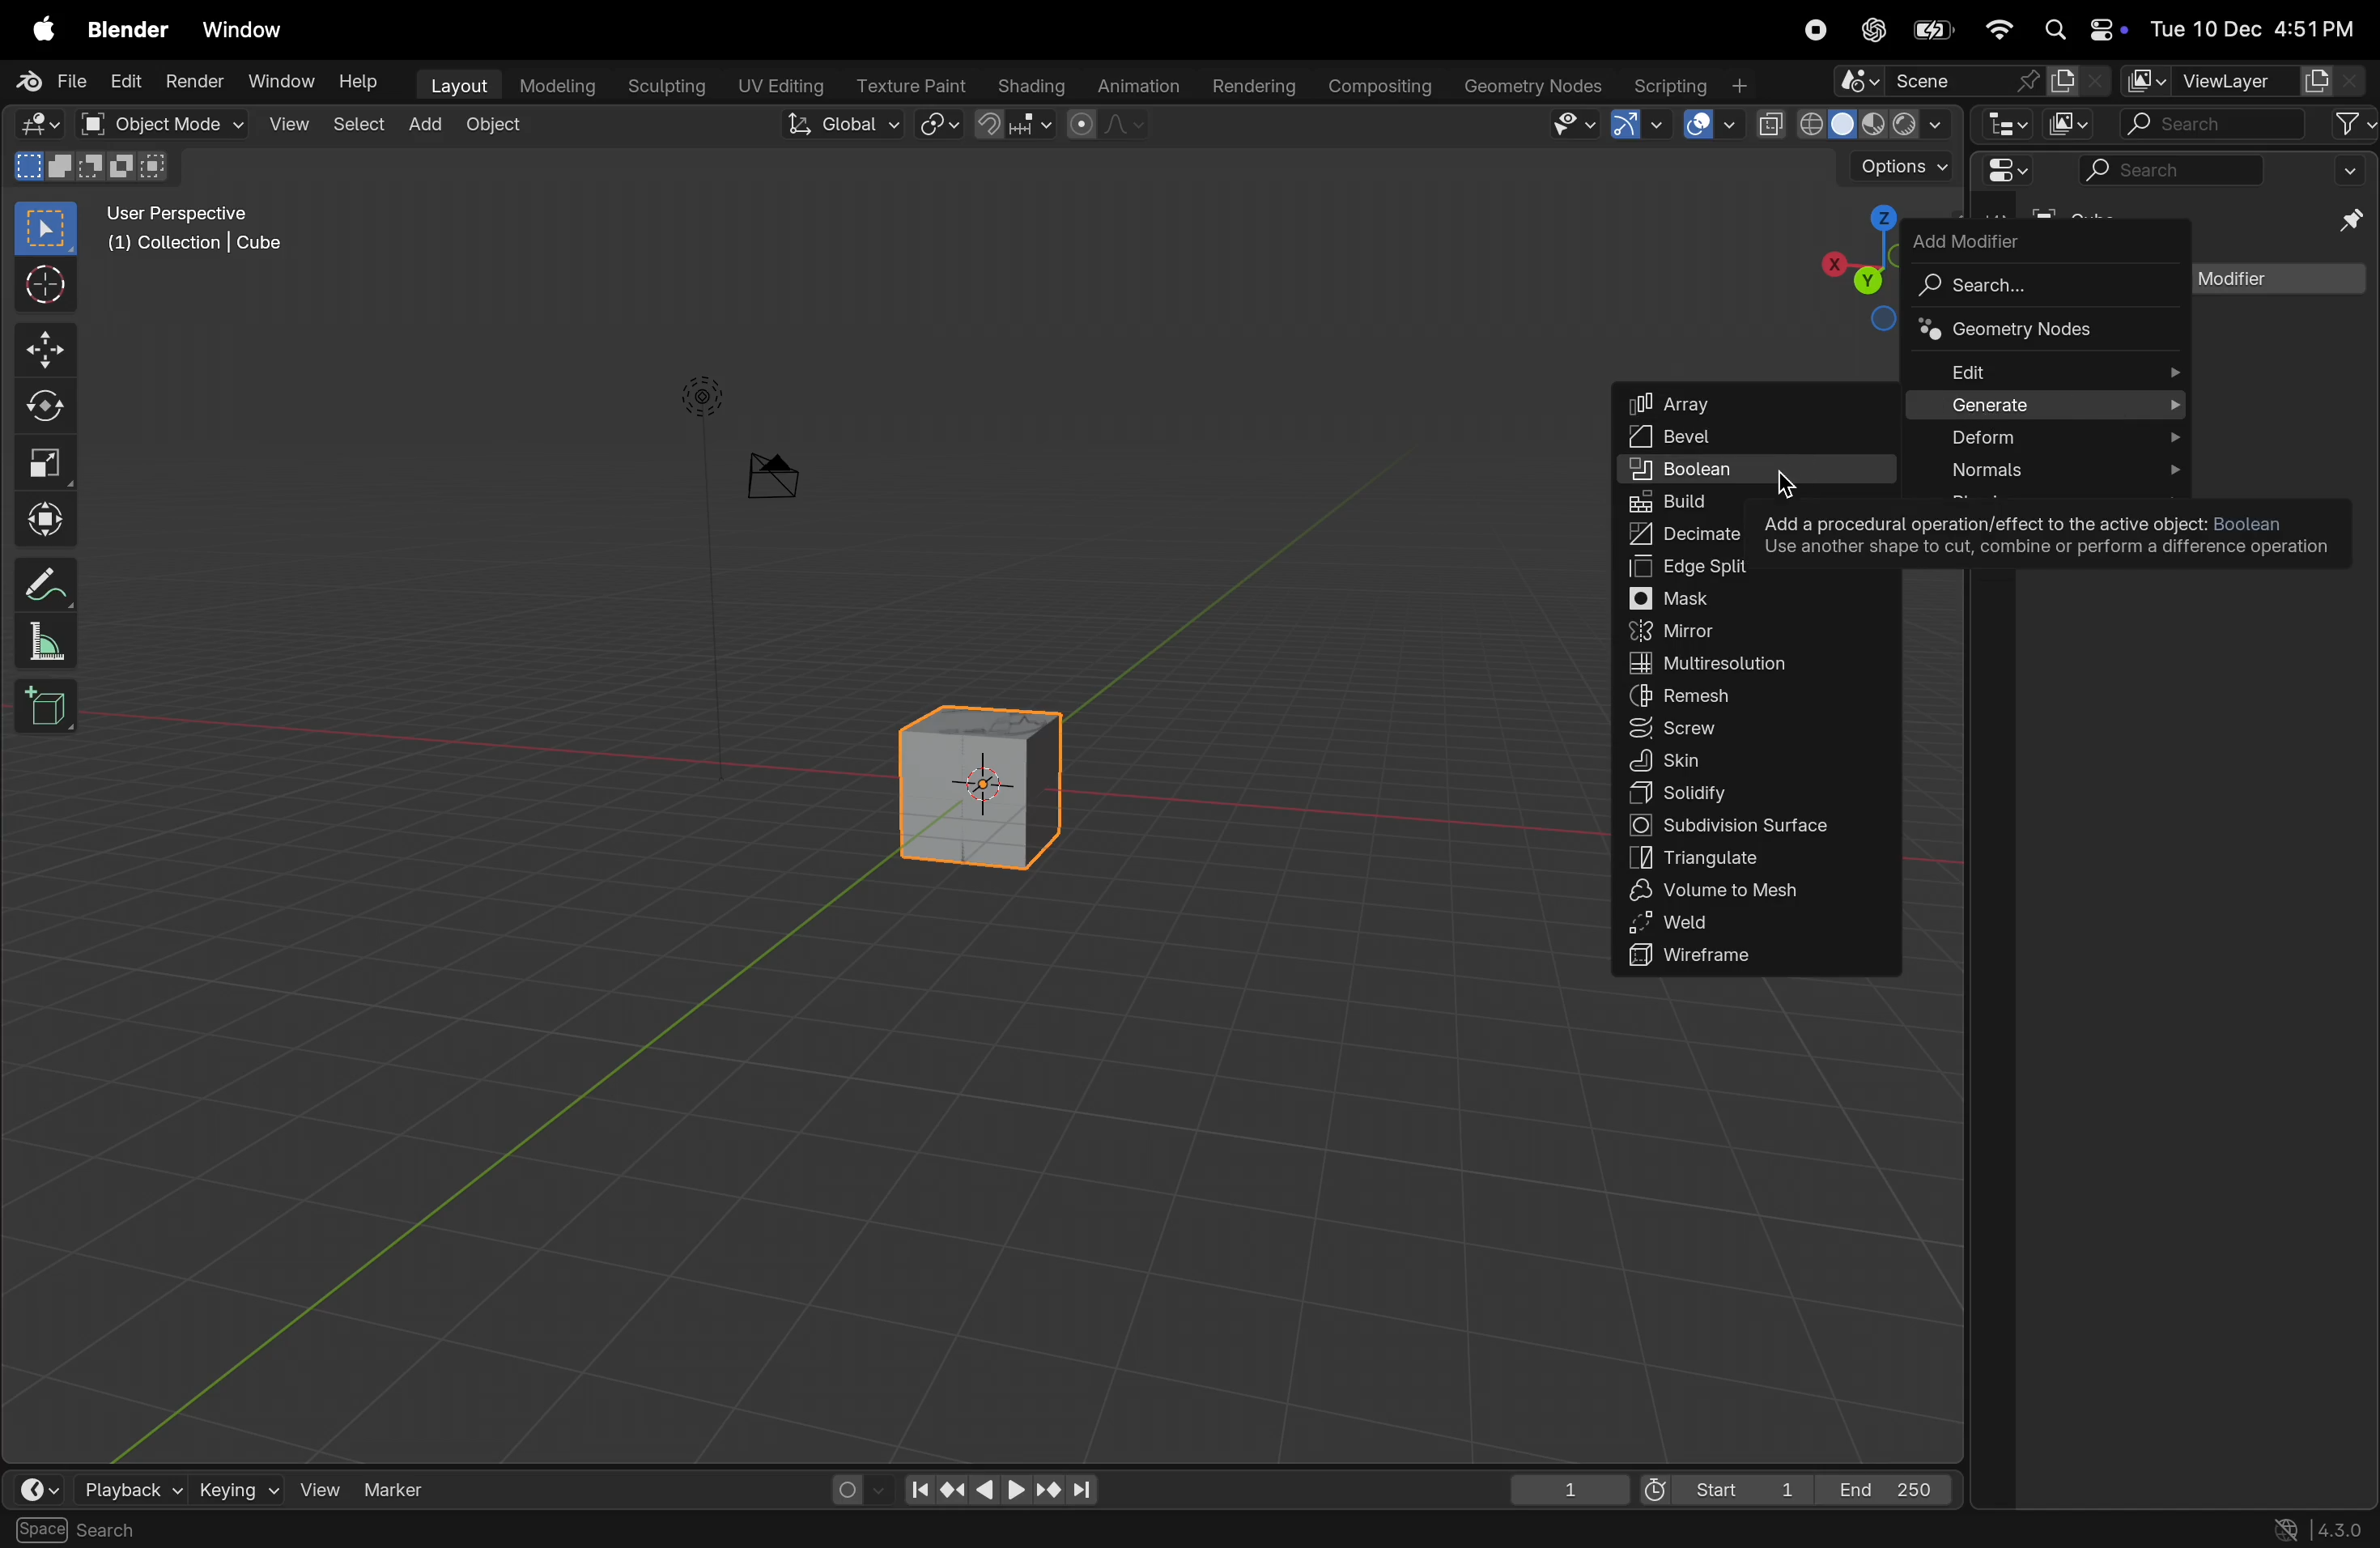 Blender Window Tue 10 Dec 4:51 PM
File Edit Render Window Help Layout Modeling Sculpting UV Editing Texture Paint Shading Animation Rendering Compositing Geometry Nodes Scripting + Scene ViewLayer
Object Mode View Select Add Object Global Search
Options Search
User Perspective
(1) Collection | Cube
Z
X
Y
Add Modifier
Search...
Modifier
Geometry Nodes
Edit
Generate
Deform
Normals
Array
Bevel
Boolean
Build
Decimate
Edge Split
Mask
Mirror
Multiresolution
Remesh
Screw
Skin
Solidify
Subdivision Surface
Triangulate
Volume to Mesh
Weld
Wireframe
Add a procedural operation/effect to the active object: Boolean
Use another shape to cut, combine or perform a difference operation
Playback Keying View Marker 1 Start 1 End 250
Space Search 4.3.0